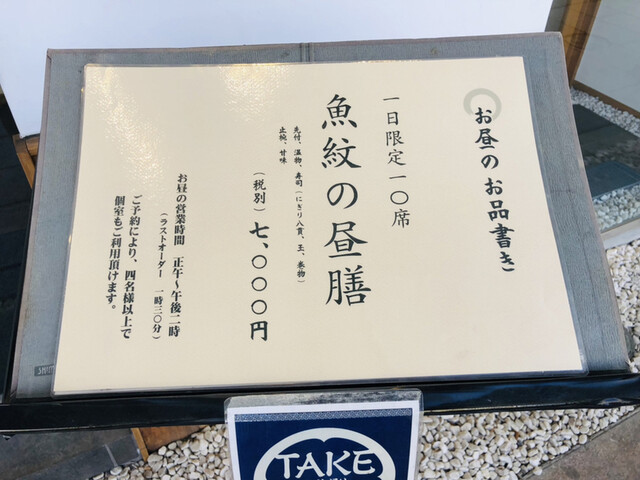 お昼のお品書き
一日限定一〇席
魚紋の昼膳
先付、温物、寿司(にぎり八貫、玉、巻物)
止椀、甘味
(税別)七、〇〇〇円
お昼の営業時間 正午〜午後二時
(ラストオーダー 一時三〇分)
ご予約により、四名様以上で
個室もご利用頂けます。
TAKE